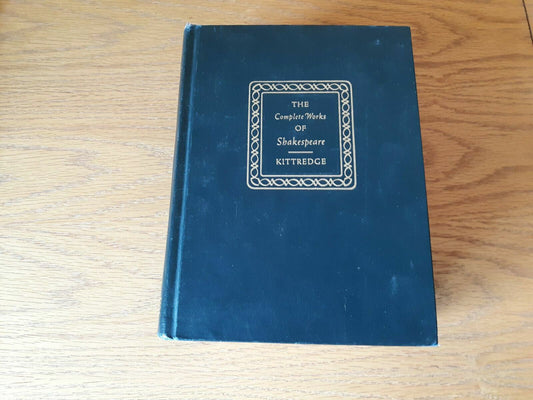 THE
Complete Works
OF
Shakespeare
KITTREDGE